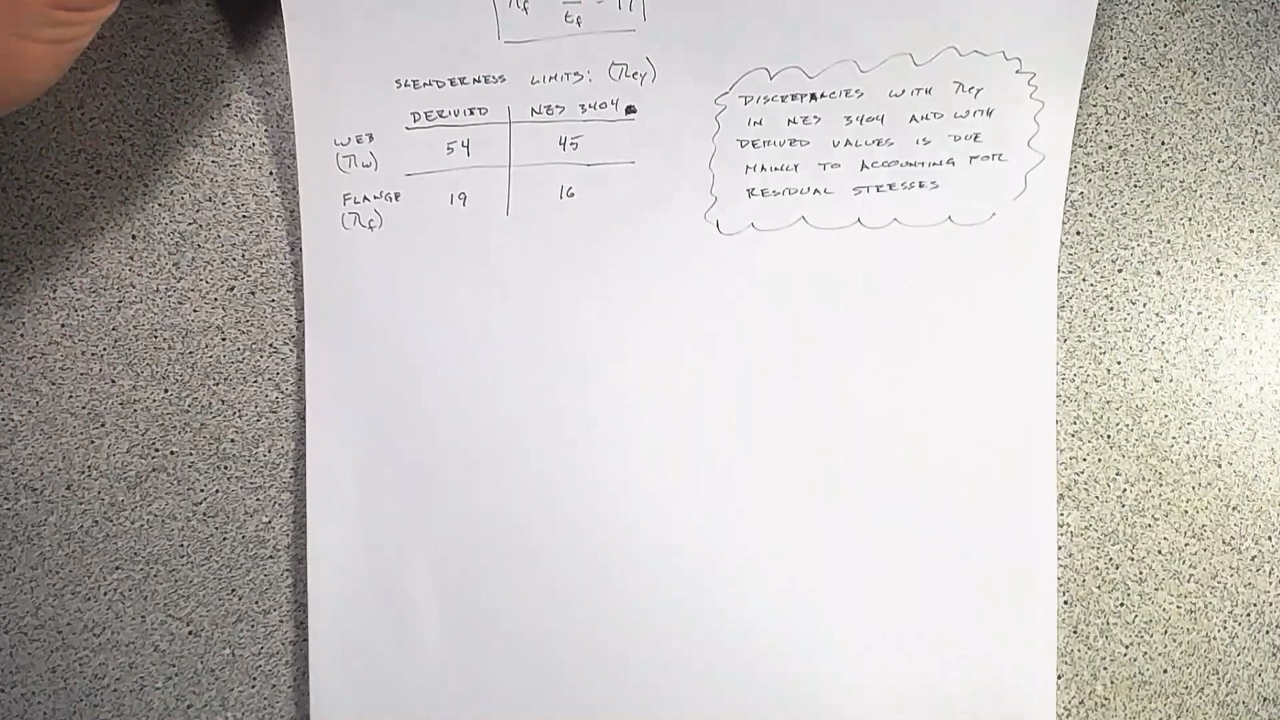 t_f
SLENDERNESS LIMITS: (λey)
DERIVED NZS 3404
WEB
(λw) 54 45
FLANGE 19 16
(λf)
DISCREPANCIES WITH λey
IN NZS 3404 AND WITH
DERIVED VALUES IS DUE
MAINLY TO ACCOUNTING FOR
RESIDUAL STRESSES